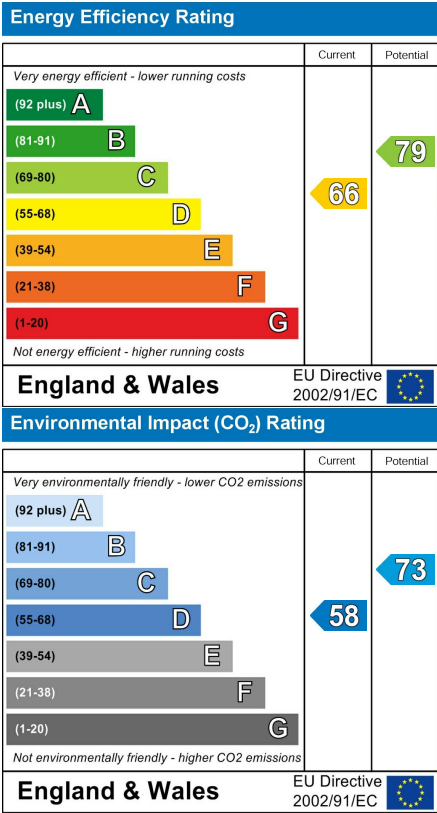 Energy Efficiency Rating
Current Potential
Very energy efficient - lower running costs
(92 plus) A
(81-91) B
79
(69-80) C
66
(55-68) D
(39-54) E
(21-38) F
(1-20) G
Not energy efficient - higher running costs
England & Wales
EU Directive
2002/91/EC
Environmental Impact (CO₂) Rating
Current Potential
Very environmentally friendly - lower CO2 emissions
(92 plus) A
(81-91) B
73
(69-80) C
(55-68) D
58
(39-54) E
(21-38) F
(1-20) G
Not environmentally friendly - higher CO2 emissions
England & Wales
EU Directive
2002/91/EC